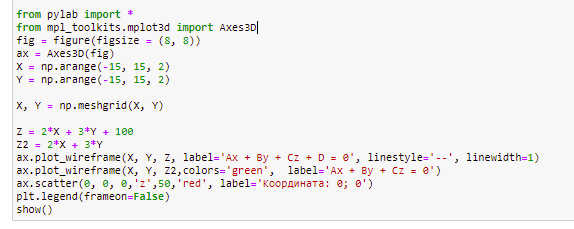 from pylab import *
from mpl_toolkits.mplot3d import Axes3D
fig = figure(figsize = (8, 8))
ax = Axes3D(fig)
X = np.arange(-15, 15, 2)
Y = np.arange(-15, 15, 2)
X, Y = np.meshgrid(X, Y)
Z = 2*X + 3*Y + 100
Z2 = 2*X + 3*Y
ax.plot_wireframe(X, Y, Z, label='Ax + By + Cz + D = 0', linestyle='--', linewidth=1)
ax.plot_wireframe(X, Y, Z2,colors='green',  label='Ax + By + Cz = 0')
ax.scatter(0, 0, 0,'z',50,'red', label='Координата: 0; 0')
plt.legend(frameon=False)
show()